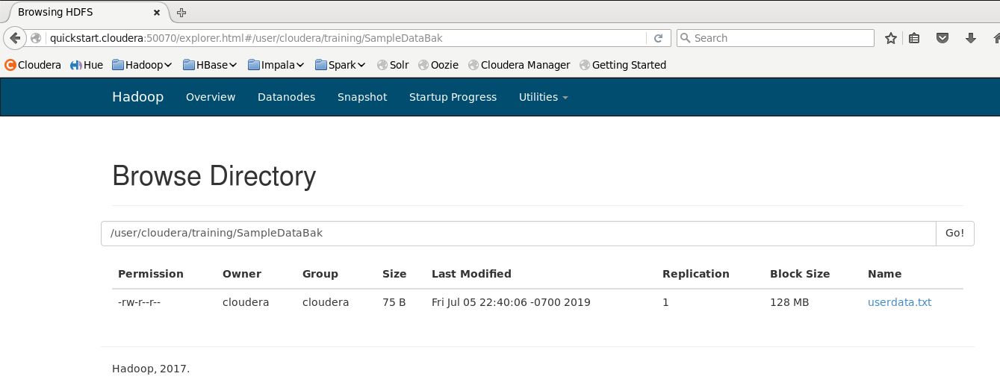 Browsing HDFS
quickstart.cloudera:50070/explorer.html#/user/cloudera/training/SampleDataBak Search
Cloudera Hue Hadoop HBase Impala Spark Solr Oozie Cloudera Manager Getting Started
Hadoop Overview Datanodes Snapshot Startup Progress Utilities
Browse Directory
/user/cloudera/training/SampleDataBak Go!
Permission Owner Group Size Last Modified Replication Block Size Name
-rw-r--r-- cloudera cloudera 75 B Fri Jul 05 22:40:06 -0700 2019 1 128 MB userdata.txt
Hadoop, 2017.